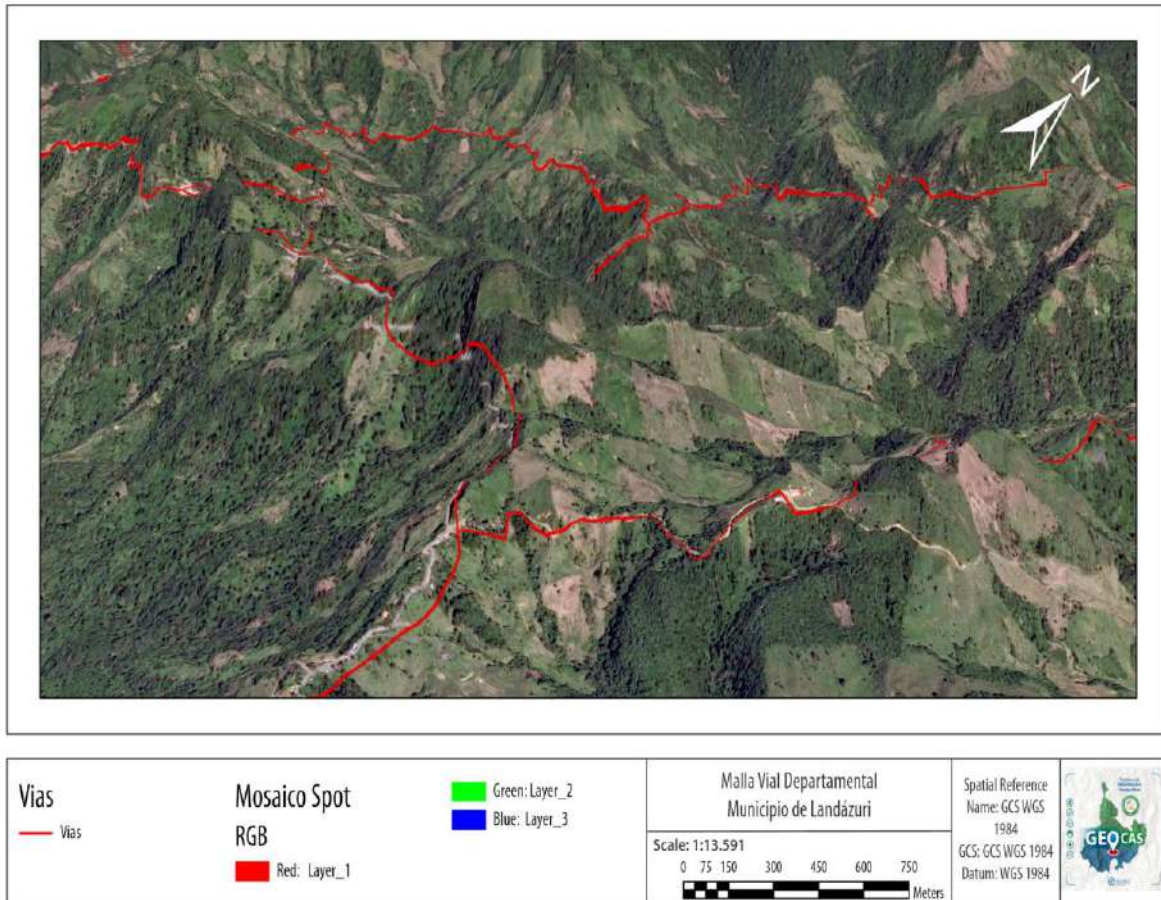 N
Vias
Vias
Mosaico Spot
RGB
Red: Layer_1
Green: Layer_2
Blue: Layer_3
Malla Vial Departamental
Municipio de Landázuri
Scale: 1:13.591
0 75 150 300 450 600 750
Meters
Spatial Reference
Name: GCS WGS
1984
GCS: GCS WGS 1984
Datum: WGS 1984
GEOCAS